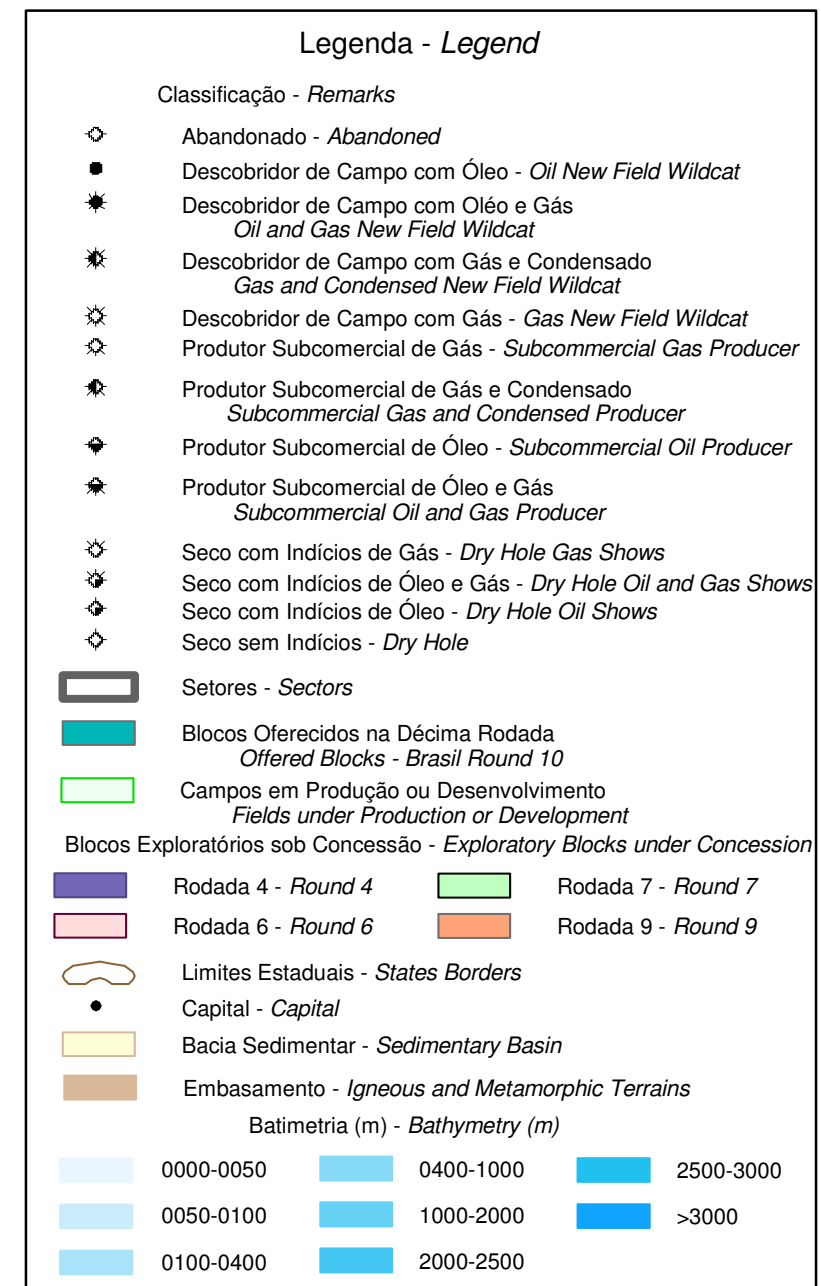 Legenda - Legend
Classificação - Remarks
Abandonado - Abandoned
Descobridor de Campo com Óleo - Oil New Field Wildcat
Descobridor de Campo com Oléo e Gás
Oil and Gas New Field Wildcat
Descobridor de Campo com Gás e Condensado
Gas and Condensed New Field Wildcat
Descobridor de Campo com Gás - Gas New Field Wildcat
Produtor Subcomercial de Gás - Subcommercial Gas Producer
Produtor Subcomercial de Gás e Condensado
Subcommercial Gas and Condensed Producer
Produtor Subcomercial de Óleo - Subcommercial Oil Producer
Produtor Subcomercial de Óleo e Gás
Subcommercial Oil and Gas Producer
Seco com Indícios de Gás - Dry Hole Gas Shows
Seco com Indícios de Óleo e Gás - Dry Hole Oil and Gas Shows
Seco com Indícios de Óleo - Dry Hole Oil Shows
Seco sem Indícios - Dry Hole
Setores - Sectors
Blocos Oferecidos na Décima Rodada
Offered Blocks - Brasil Round 10
Campos em Produção ou Desenvolvimento
Fields under Production or Development
Blocos Exploratórios sob Concessão - Exploratory Blocks under Concession
Rodada 4 - Round 4 Rodada 7 - Round 7
Rodada 6 - Round 6 Rodada 9 - Round 9
Limites Estaduais - States Borders
Capital - Capital
Bacia Sedimentar - Sedimentary Basin
Embasamento - Igneous and Metamorphic Terrains
Batimetria (m) - Bathymetry (m)
0000-0050 0400-1000 2500-3000
0050-0100 1000-2000 >3000
0100-0400 2000-2500